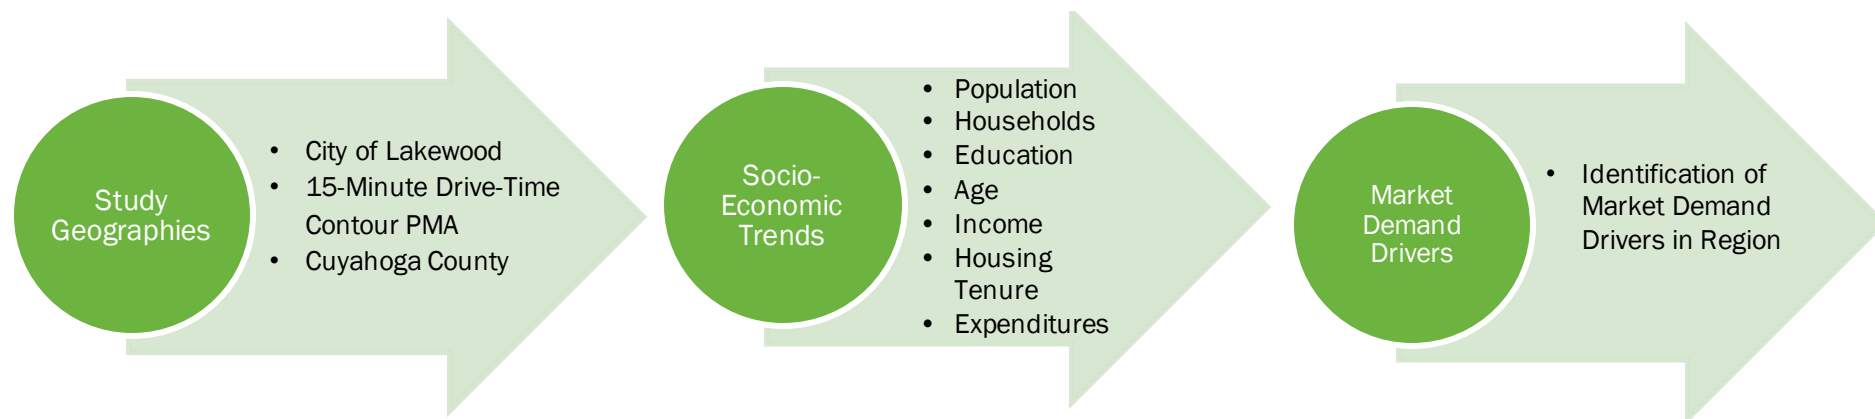 Study
Geographies
• City of Lakewood
• 15-Minute Drive-Time
Contour PMA
• Cuyahoga County
Socio-
Economic
Trends
• Population
• Households
• Education
• Age
• Income
• Housing
Tenure
• Expenditures
Market
Demand
Drivers
• Identification of
Market Demand
Drivers in Region